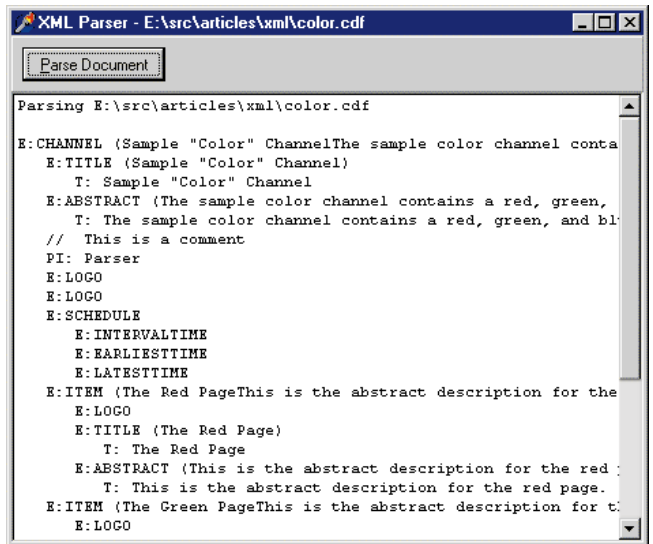 XML Parser - E:\src\articles\xml\color.cdf
Parse Document
Parsing E:\src\articles\xml\color.cdf
E:CHANNEL (Sample "Color" ChannelThe sample color channel conta
E:TITLE (Sample "Color" Channel)
T: Sample "Color" Channel
E:ABSTRACT (The sample color channel contains a red, green,
T: The sample color channel contains a red, green, and
// This is a comment
PI: Parser
E:LOGO
E:LOGO
E:SCHEDULE
E:INTERVALTIME
E:EARLIESTTIME
E:LATESTTIME
E:ITEM (The Red PageThis is the abstract description for the
E:LOGO
E:TITLE (The Red Page)
T: The Red Page
E:ABSTRACT (This is the abstract description for the red
T: This is the abstract description for the red page.
E:ITEM (The Green PageThis is the abstract description for
E:LOGO